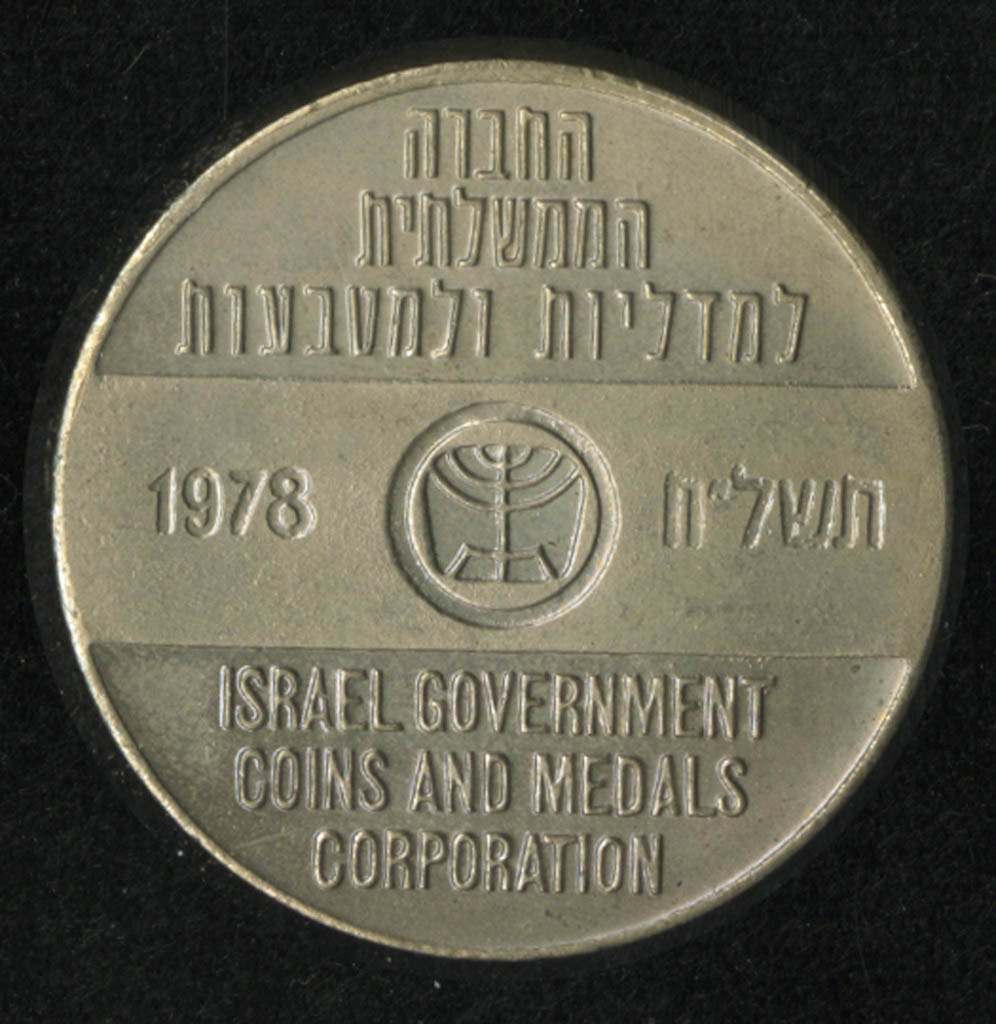 החברה
הממשלתית
למדליות ולמטבעות
1978 תשל"ח
ISRAEL GOVERNMENT
COINS AND MEDALS
CORPORATION